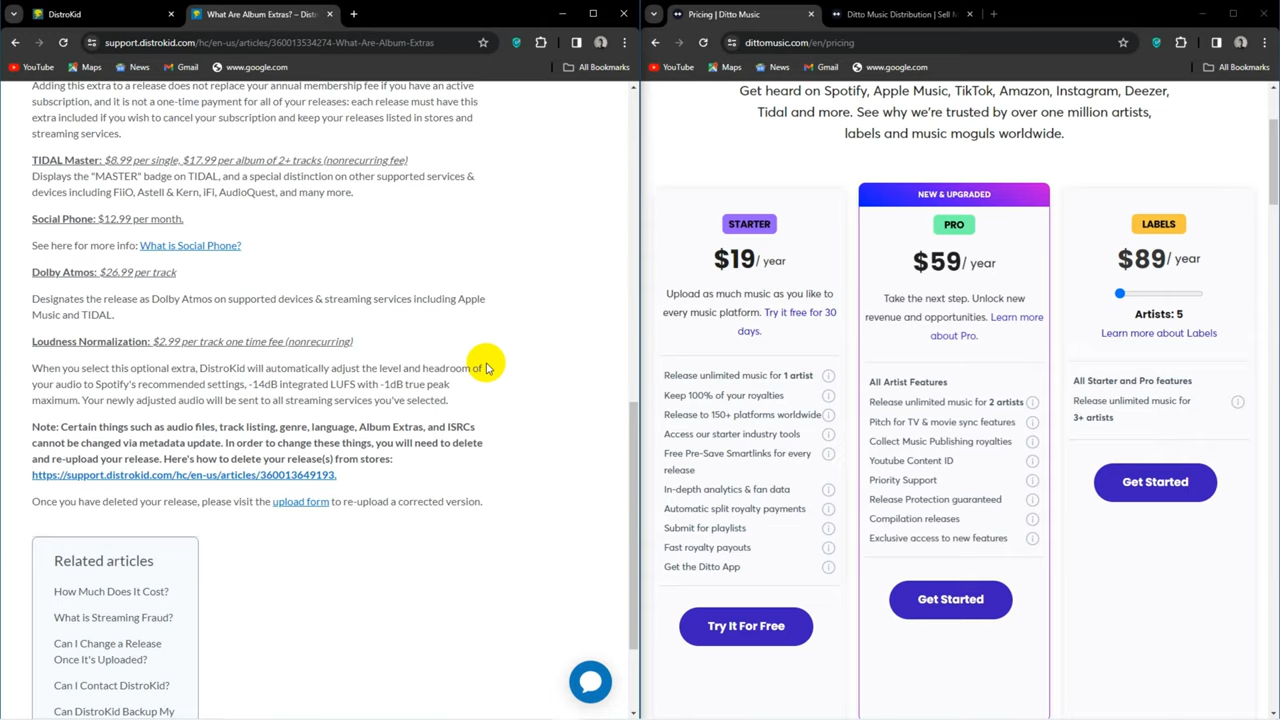 DistroKid
What Are Album Extras? – Distr
support.distrokid.com/hc/en-us/articles/360013534274-What-Are-Album-Extras
YouTube
Maps
News
Gmail
www.google.com
All Bookmarks
Adding this extra to a release does not replace your annual membership fee if you have an active
subscription, and it is not a one-time payment for all of your releases: each release must have this
extra included if you wish to cancel your subscription and keep your releases listed in stores and
streaming services.
TIDAL Master: $8.99 per single, $17.99 per album of 2+ tracks (nonrecurring fee)
Displays the "MASTER" badge on TIDAL, and a special distinction on other supported services &
devices including FiiO, Astell & Kern, iFi, AudioQuest, and many more.
Social Phone: $12.99 per month.
See here for more info: What is Social Phone?
Dolby Atmos: $26.99 per track
Designates the release as Dolby Atmos on supported devices & streaming services including Apple
Music and TIDAL.
Loudness Normalization: $2.99 per track one time fee (nonrecurring)
When you select this optional extra, DistroKid will automatically adjust the level and headroom of
your audio to Spotify's recommended settings, -14dB integrated LUFS with -1dB true peak
maximum. Your newly adjusted audio will be sent to all streaming services you've selected.
Note: Certain things such as audio files, track listing, genre, language, Album Extras, and ISRCs
cannot be changed via metadata update. In order to change these things, you will need to delete
and re-upload your release. Here's how to delete your release(s) from stores:
https://support.distrokid.com/hc/en-us/articles/360013649193.
Once you have deleted your release, please visit the upload form to re-upload a corrected version.
Related articles
How Much Does It Cost?
What is Streaming Fraud?
Can I Change a Release
Once It's Uploaded?
Can I Contact DistroKid?
Can DistroKid Backup My
Pricing | Ditto Music
Ditto Music Distribution | Sell M
dittomusic.com/en/pricing
YouTube
Maps
News
Gmail
www.google.com
All Bookmarks
Get heard on Spotify, Apple Music, TikTok, Amazon, Instagram, Deezer,
Tidal and more. See why we're trusted by over one million artists,
labels and music moguls worldwide.
STARTER
$19 / year
Upload as much music as you like to
every music platform. Try it free for 30
days.
Release unlimited music for 1 artist
Keep 100% of your royalties
Release to 150+ platforms worldwide
Access our starter industry tools
Free Pre-Save Smartlinks for every
release
In-depth analytics & fan data
Automatic split royalty payments
Submit for playlists
Fast royalty payouts
Get the Ditto App
Try It For Free
NEW & UPGRADED
PRO
$59 / year
Take the next step. Unlock new
revenue and opportunities. Learn more
about Pro.
All Artist Features
Release unlimited music for 2 artists
Pitch for TV & movie sync features
Collect Music Publishing royalties
Youtube Content ID
Priority Support
Release Protection guaranteed
Compilation releases
Exclusive access to new features
Get Started
LABELS
$89 / year
Artists: 5
Learn more about Labels
All Starter and Pro features
Release unlimited music for
3+ artists
Get Started